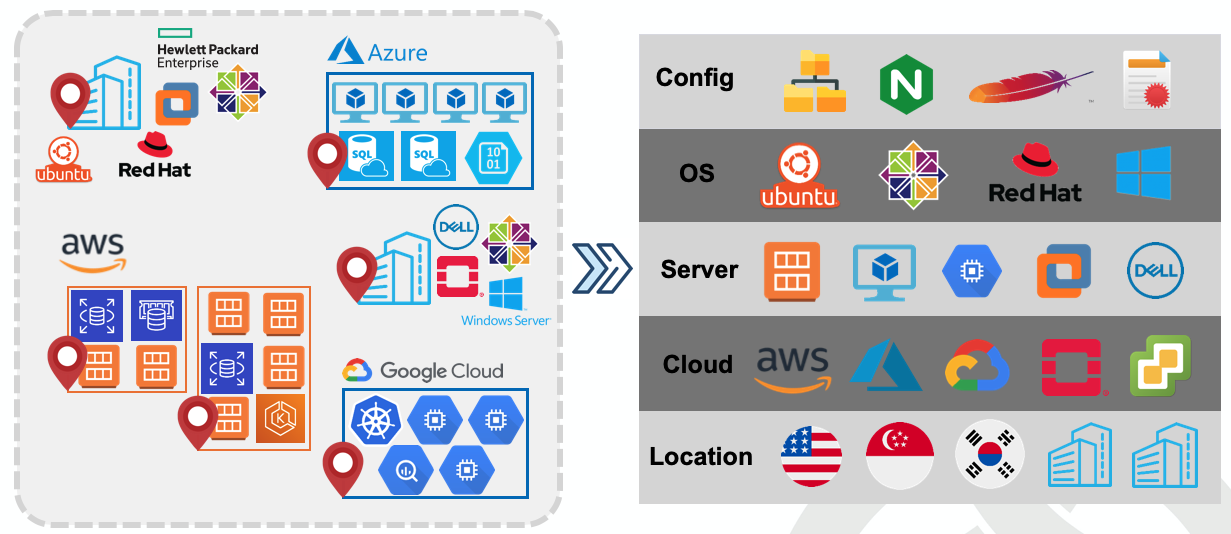 Hewlett Packard
Enterprise
ubuntu
Red Hat
Azure
SQL
SQL
10
01
aws
DELL
Windows Server
Google Cloud
K
Config
N
TM
OS
ubuntu
Red Hat
Server
DELL
Cloud
aws
Location